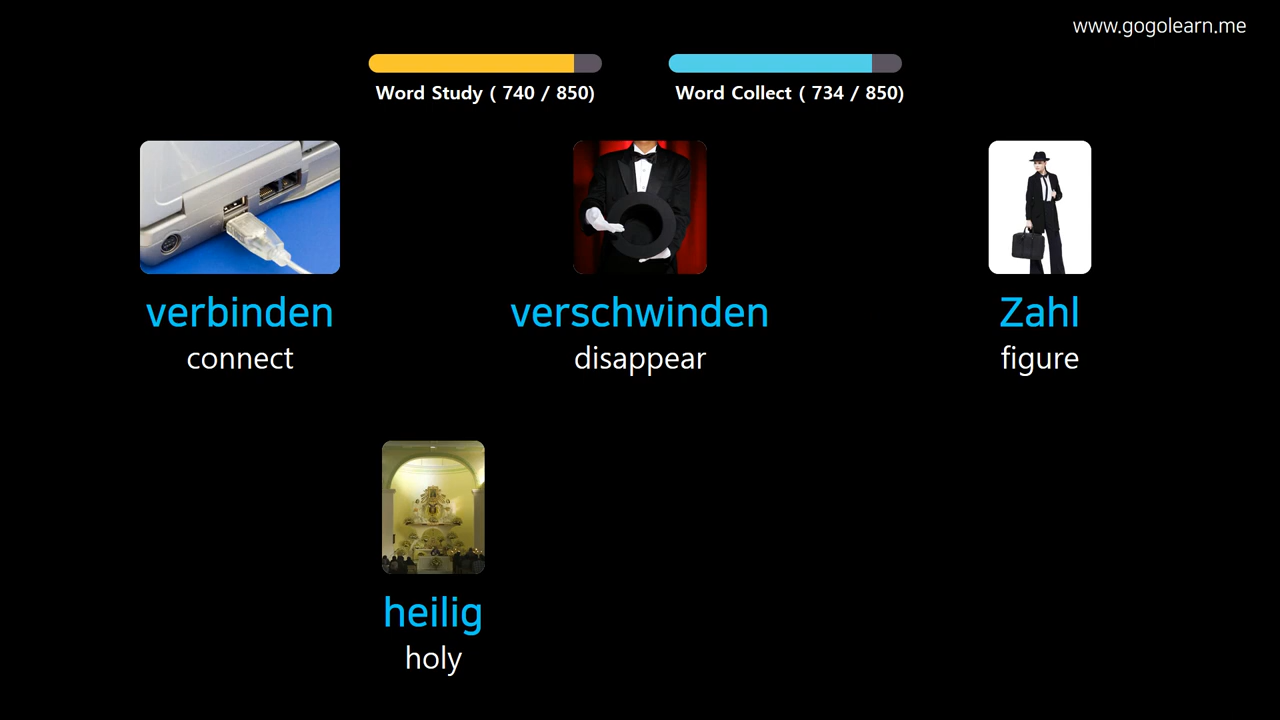 www.gogolearn.me
Word Study ( 740 / 850)
Word Collect ( 734 / 850)
verbinden
connect
verschwinden
disappear
Zahl
figure
heilig
holy